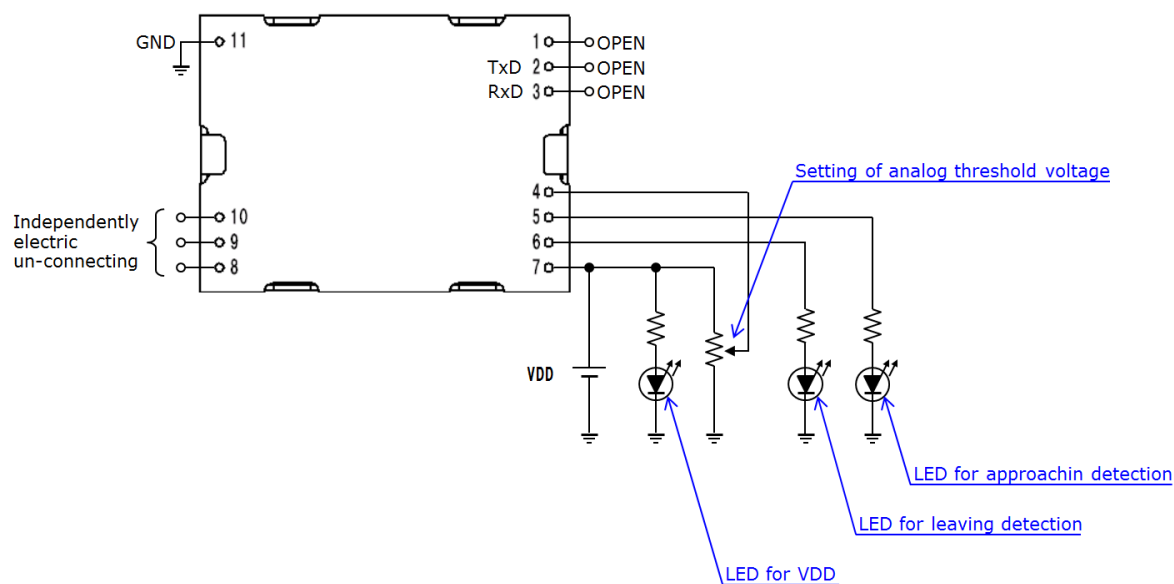 GND 11
1 OPEN
TxD 2 OPEN
RxD 3 OPEN
Setting of analog threshold voltage
4
10
5
Independently
electric
un-connecting
9
6
8
7
VDD
LED for approachin detection
LED for leaving detection
LED for VDD